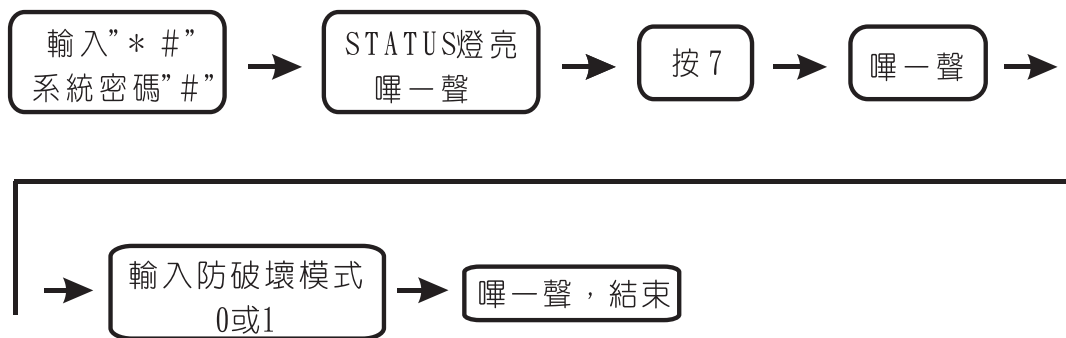 輸入”* #”
系統密碼”#”
STATUS燈亮
嗶一聲
按7
嗶一聲
輸入防破壞模式
0或1
嗶一聲，結束